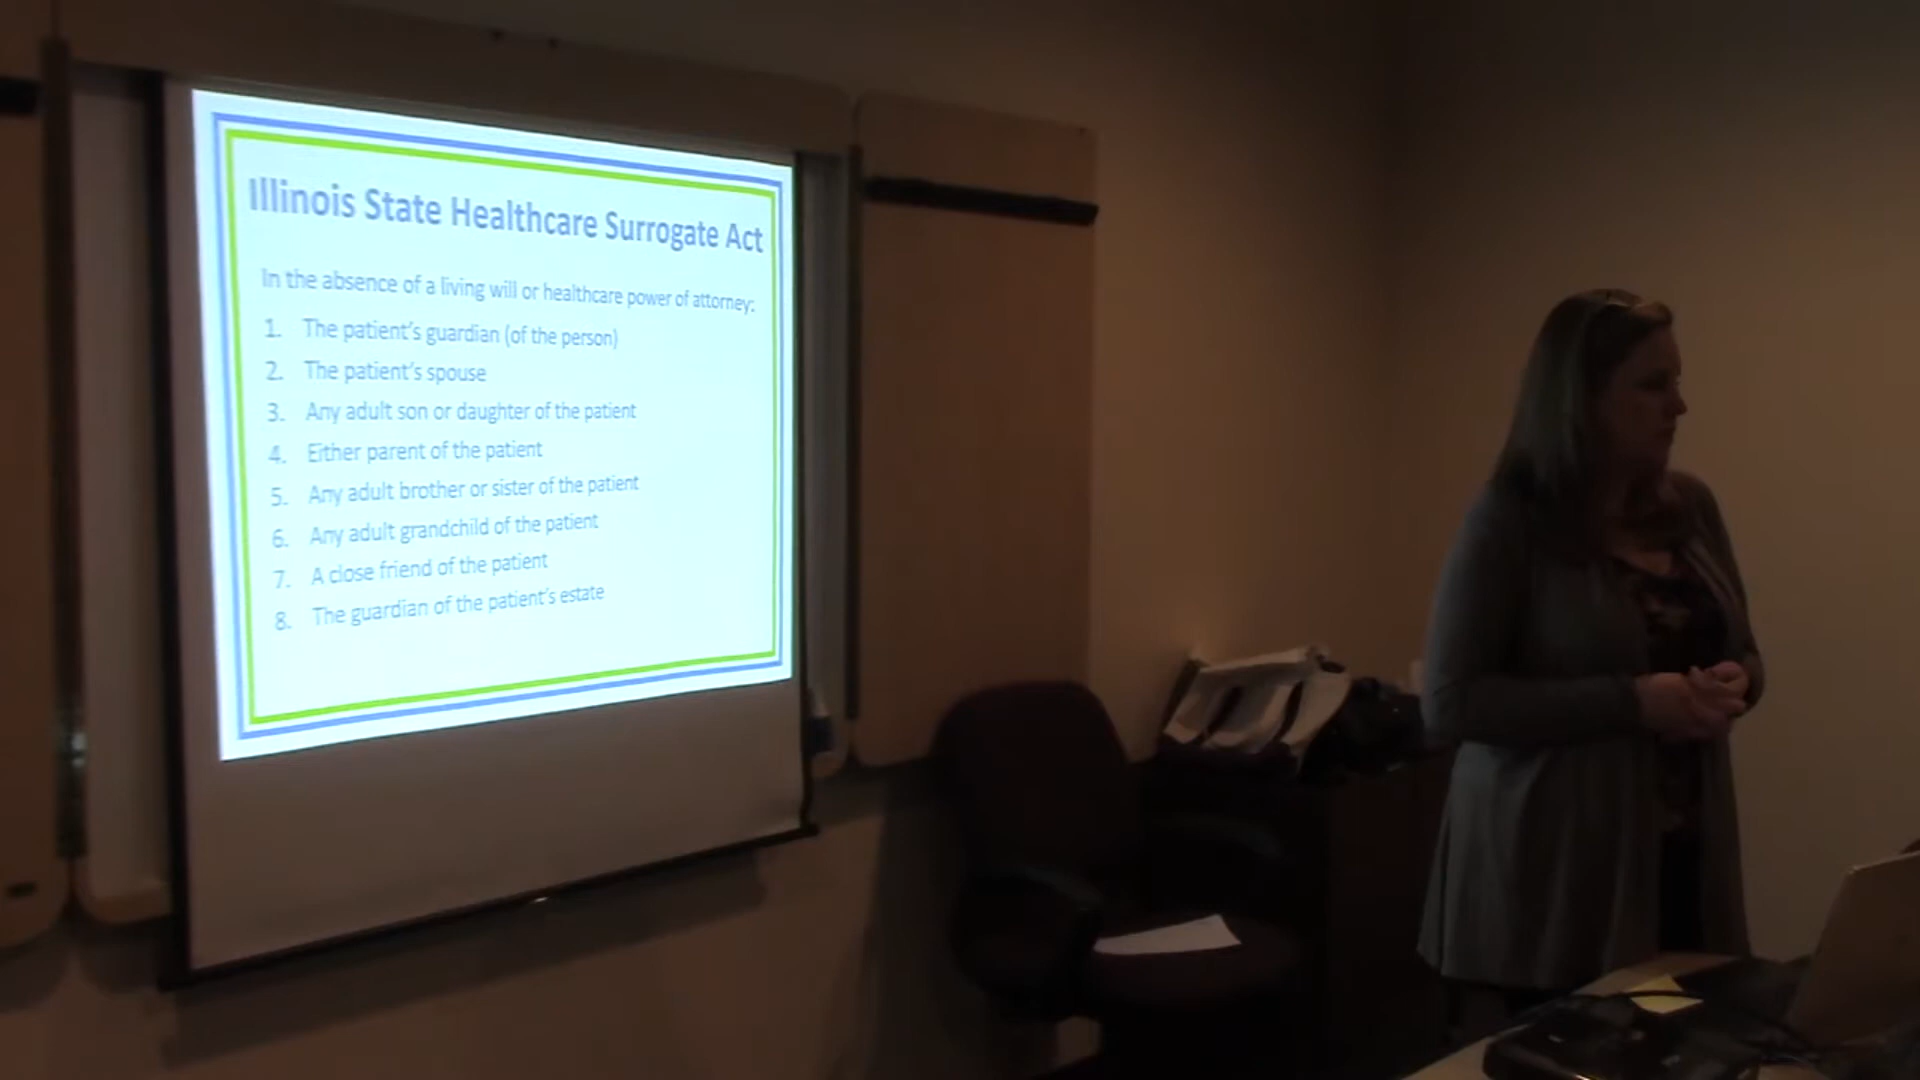 Illinois State Healthcare Surrogate Act
In the absence of a living will or healthcare power of attorney:
1. The patient's guardian (of the person)
2. The patient's spouse
3. Any adult son or daughter of the patient
4. Either parent of the patient
5. Any adult brother or sister of the patient
6. Any adult grandchild of the patient
7. A close friend of the patient
8. The guardian of the patient's estate